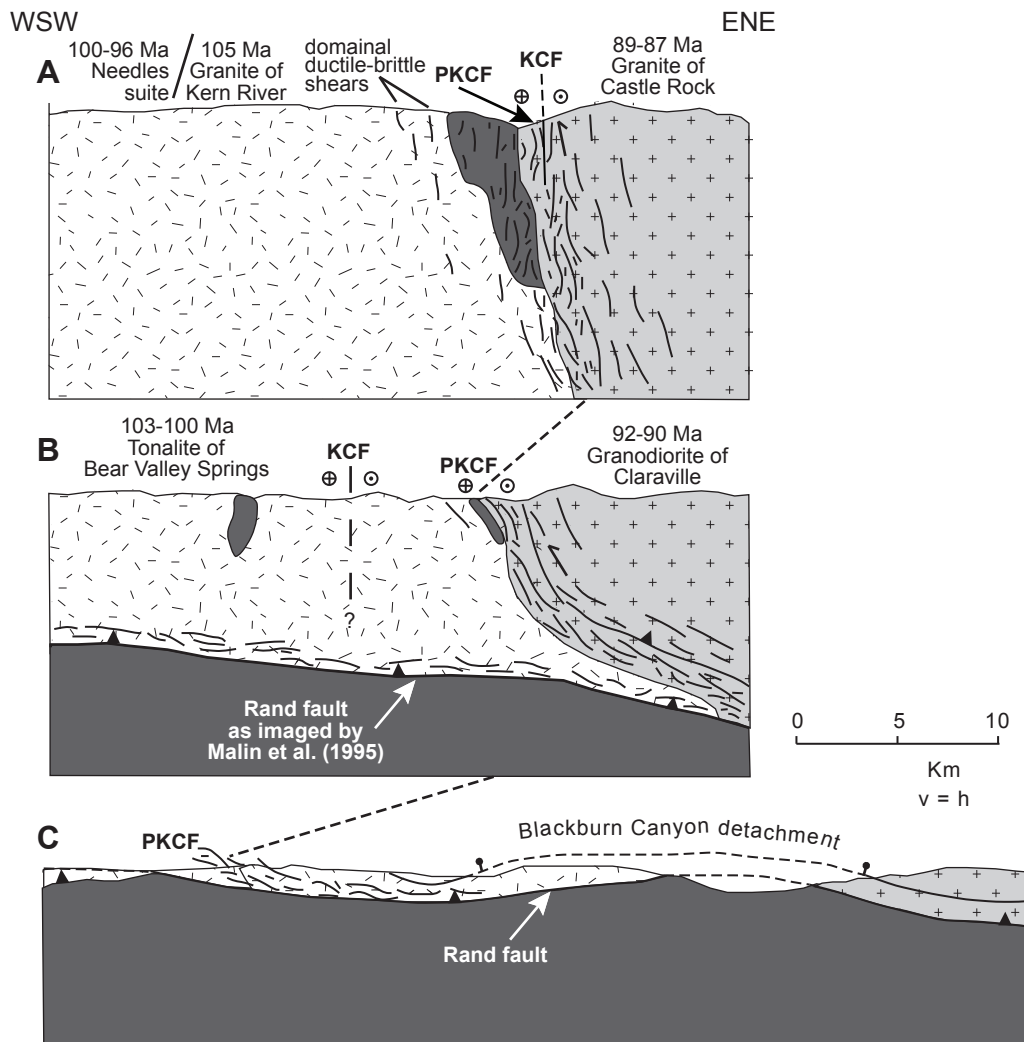 WSW
ENE
A
100-96 Ma
Needles
suite
105 Ma
Granite of
Kern River
domainal
ductile-brittle
shears
PKCF
KCF
89-87 Ma
Granite of
Castle Rock
B
103-100 Ma
Tonalite of
Bear Valley Springs
KCF
PKCF
92-90 Ma
Granodiorite of
Claraville
?
Rand fault
as imaged by
Malin et al. (1995)
0 5 10
Km
v = h
C
PKCF
Blackburn Canyon detachment
Rand fault